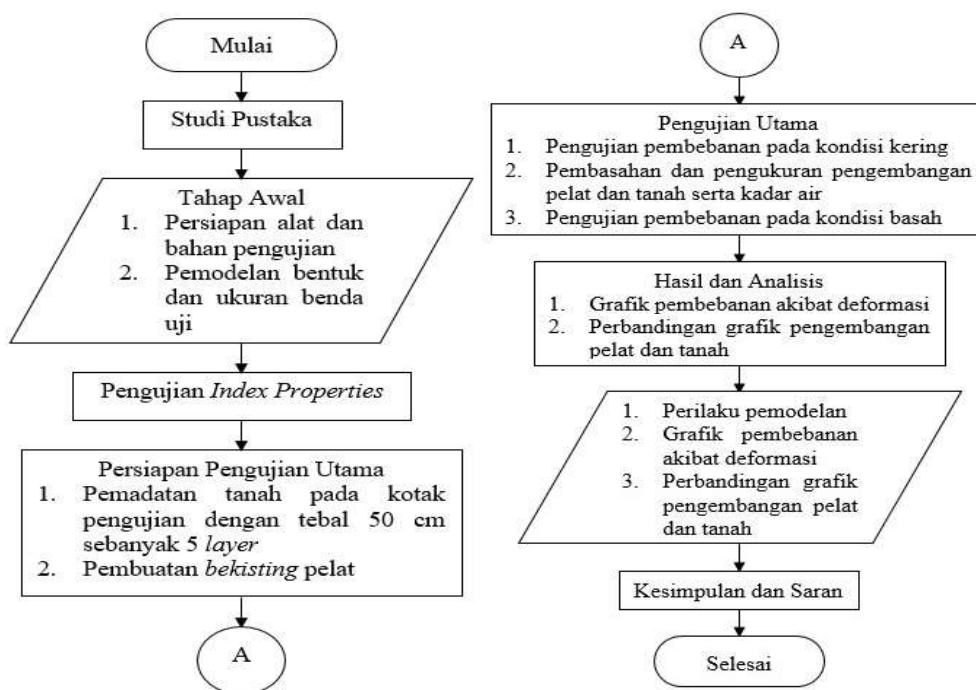 Mulai
Studi Pustaka
Tahap Awal
1. Persiapan alat dan
bahan pengujian
2. Pemodelan bentuk
dan ukuran benda
uji
Pengujian Index Properties
Persiapan Pengujian Utama
1. Pemadatan tanah pada kotak
pengujian dengan tebal 50 cm
sebanyak 5 layer
2. Pembuatan bekisting pelat
A
A
Pengujian Utama
1. Pengujian pembebanan pada kondisi kering
2. Pembasahan dan pengukuran pengembangan
pelat dan tanah serta kadar air
3. Pengujian pembebanan pada kondisi basah
Hasil dan Analisis
1. Grafik pembebanan akibat deformasi
2. Perbandingan grafik pengembangan
pelat dan tanah
1. Perilaku pemodelan
2. Grafik pembebanan
akibat deformasi
3. Perbandingan grafik
pengembangan pelat
dan tanah
Kesimpulan dan Saran
Selesai